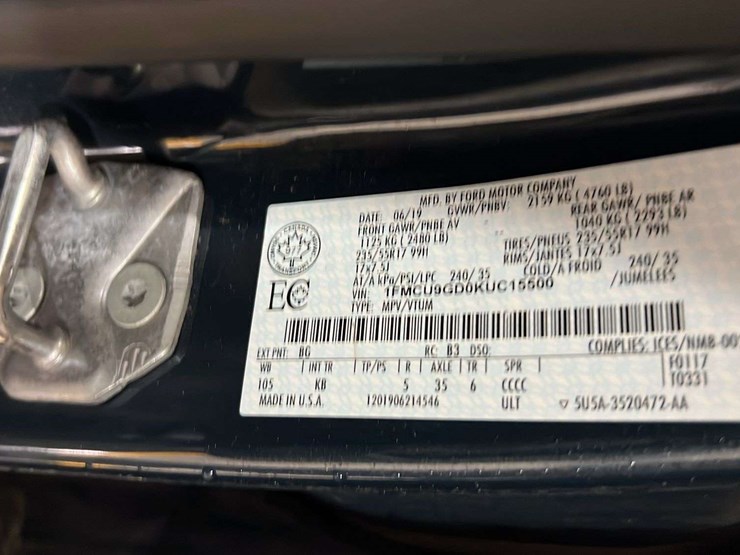 MFD. BY FORD MOTOR COMPANY
DATE: 06/19 GVWR/PNBV: 2159 KG ( 4760 LB)
FRONT GAWR/PNBE AV REAR GAWR/ PNBE AR
1125 KG ( 2480 LB) 1040 KG ( 2293 LB)
235/55R17 99H TIRES/PNEUS 235/55R17 99H
17x7.5J RIMS/JANTES 17x7.5J
AT/A kPa/PSI/LPC 240/ 35 COLD/A FROID 240/ 35
VIN: 1FMCU9GD0KUC15500 /JUMELEES
TYPE: MPV/VTUM
EC
EXT PNT: BG RC: B3 DSO: COMPLIES: ICES/NMB-00
WB INT TR TP/PS R AXLE TR SPR F0117
105 KB 5 35 6 CCCC T0331
MADE IN U.S.A. 1201906214546 ULT ▽ 5U5A-3520472-AA